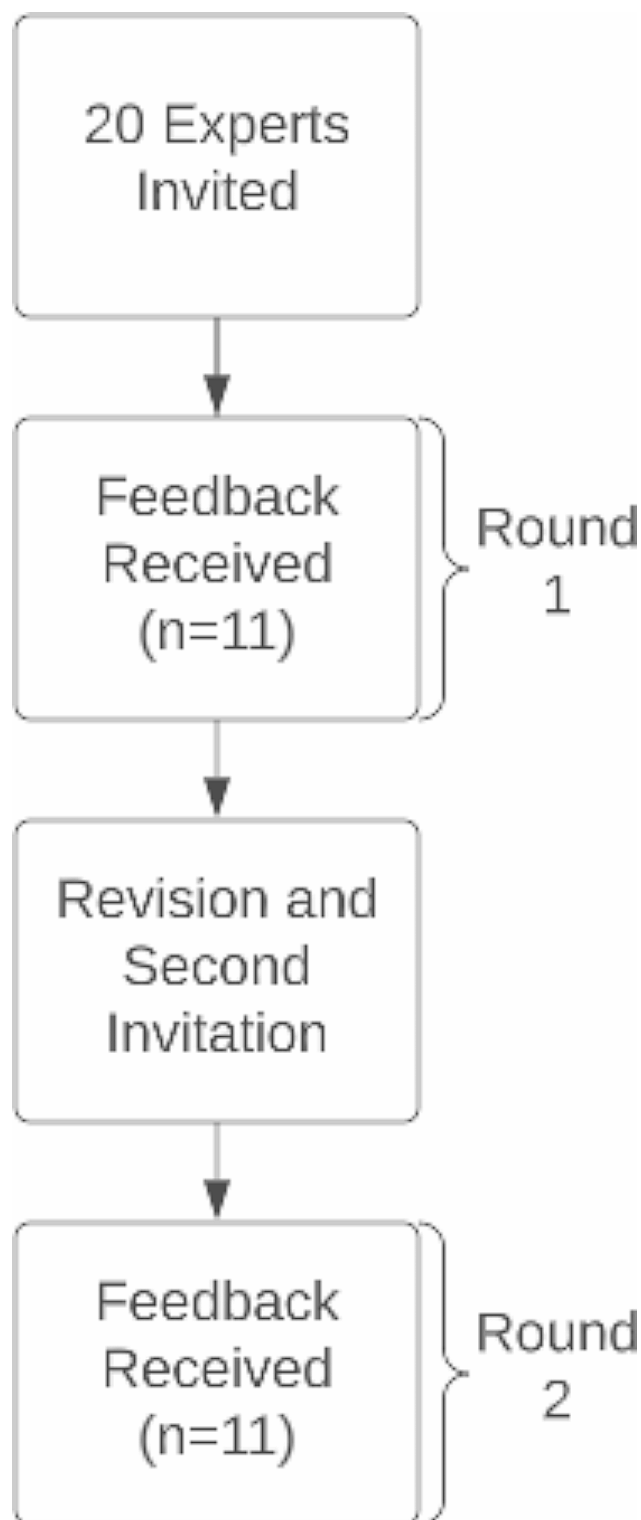 20 Experts
Invited
Feedback
Received
(n=11)
Round
1
Revision and
Second
Invitation
Feedback
Received
(n=11)
Round
2